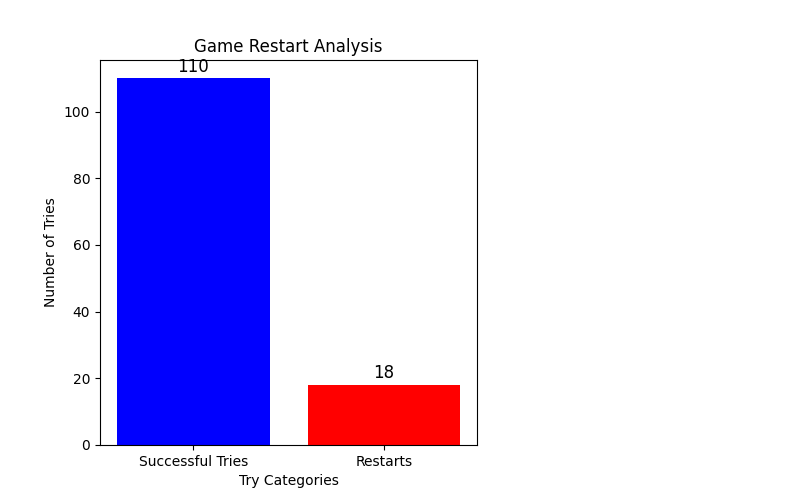 Game Restart Analysis
110
100
80
60
40
20
0
Number of Tries
18
Successful Tries
Restarts
Try Categories